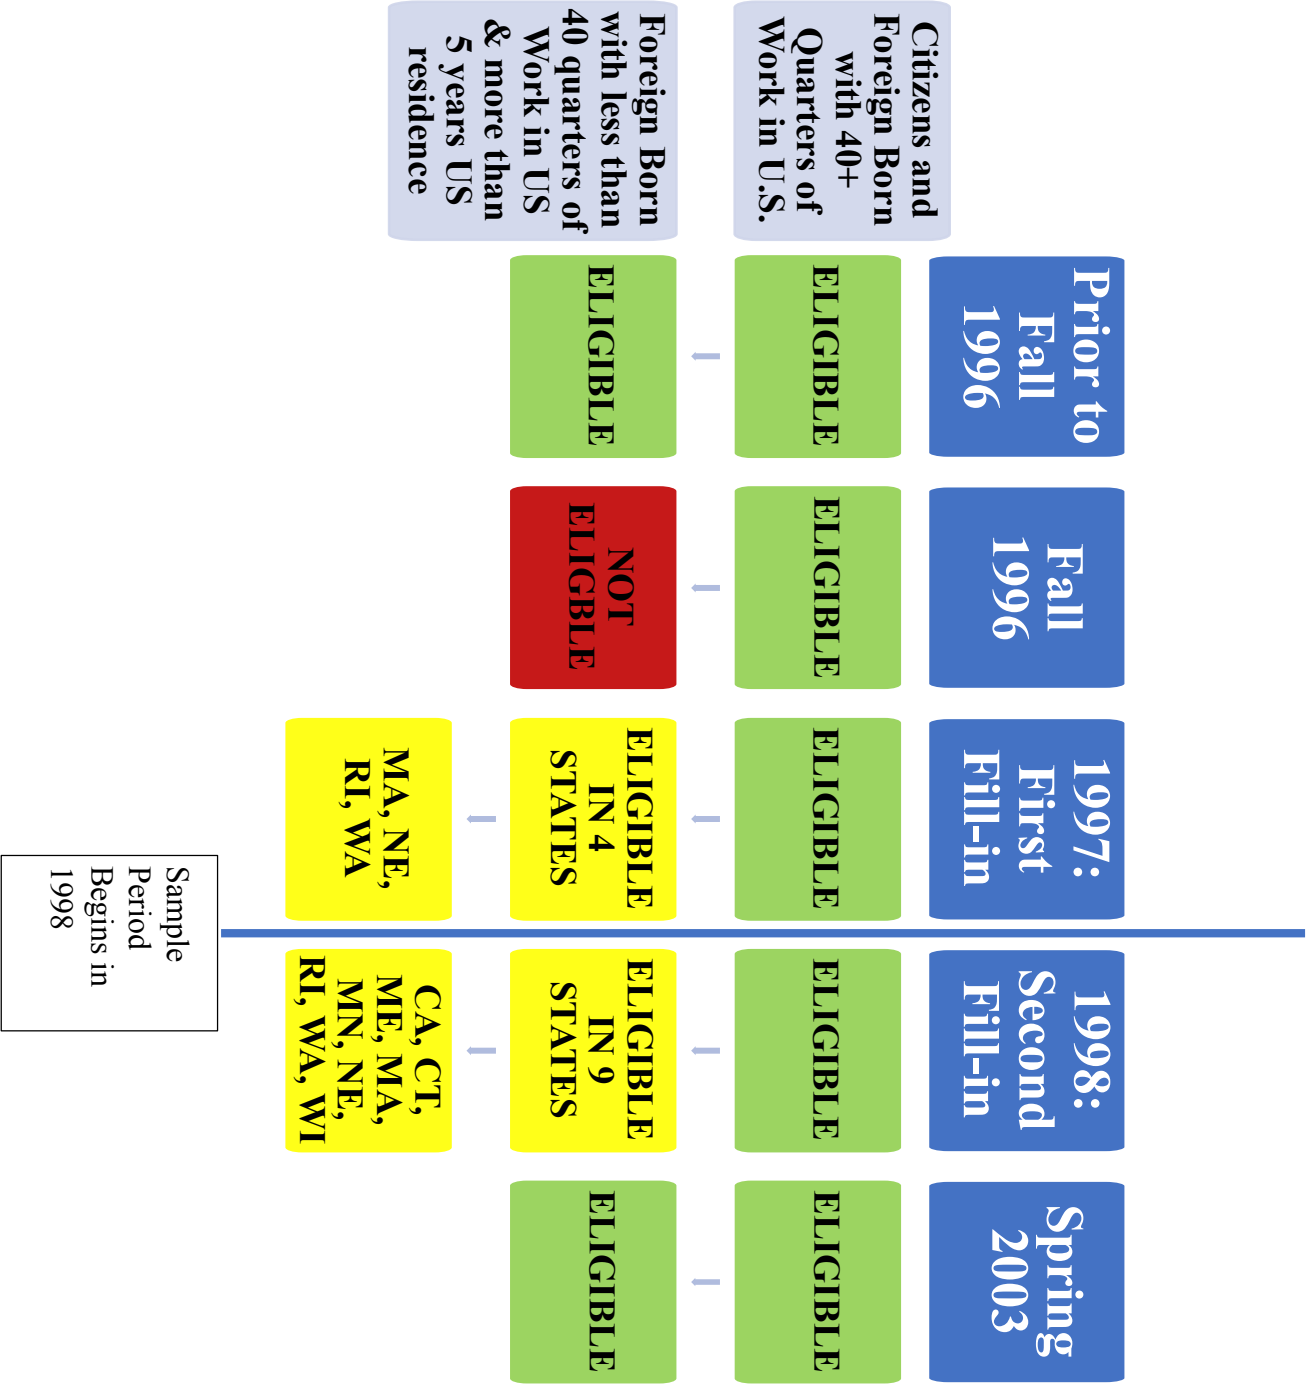 Prior to
Fall
1996
Fall
1996
1997:
First
Fill-in
1998:
Second
Fill-in
Spring
2003
Citizens and
Foreign Born
with 40+
Quarters of
Work in U.S.
ELIGIBLE
ELIGIBLE
ELIGIBLE
ELIGIBLE
ELIGIBLE
Foreign Born
with less than
40 quarters of
Work in US
& more than
5 years US
residence
ELIGIBLE
NOT
ELIGBLE
ELIGIBLE
IN 4
STATES
ELIGIBLE
IN 9
STATES
ELIGIBLE
MA, NE,
RI, WA
CA, CT,
ME, MA,
MN, NE,
RI, WA, WI
Sample
Period
Begins in
1998